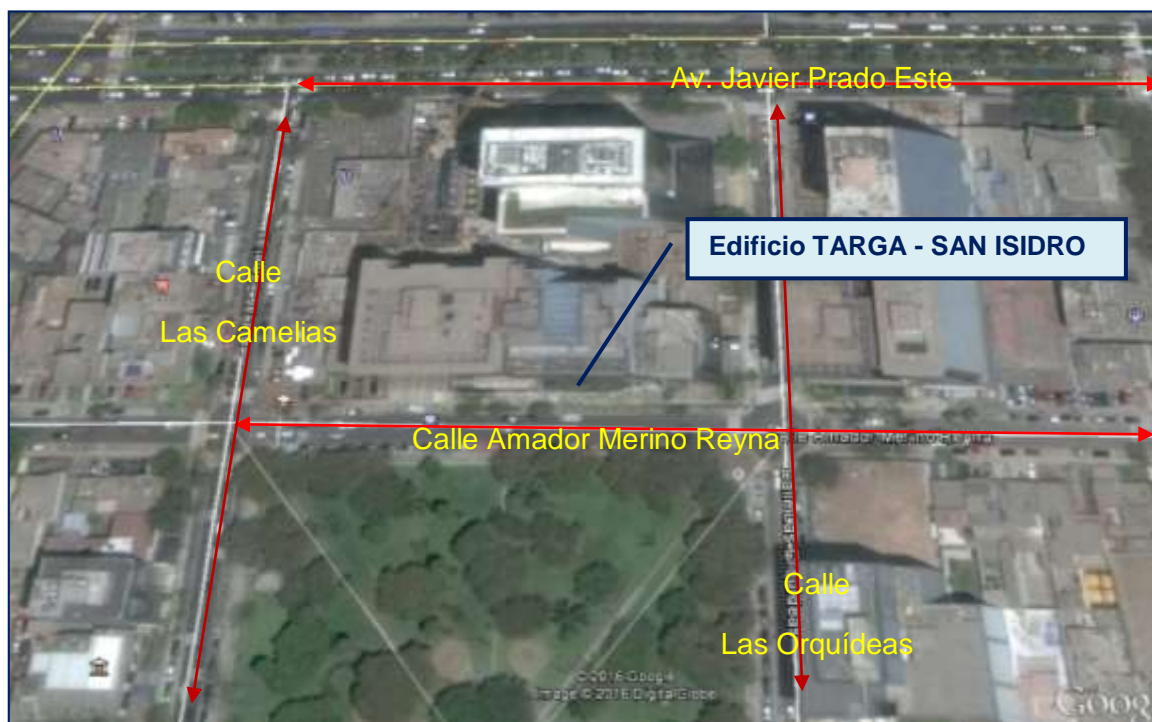 Av. Javier Prado Este
Edificio TARGA - SAN ISIDRO
Calle
Las Camelias
Calle Amador Merino Reyna
Calle
Las Orquídeas
© 2016 Google
Image © 2016 DigitalGlobe
Goog